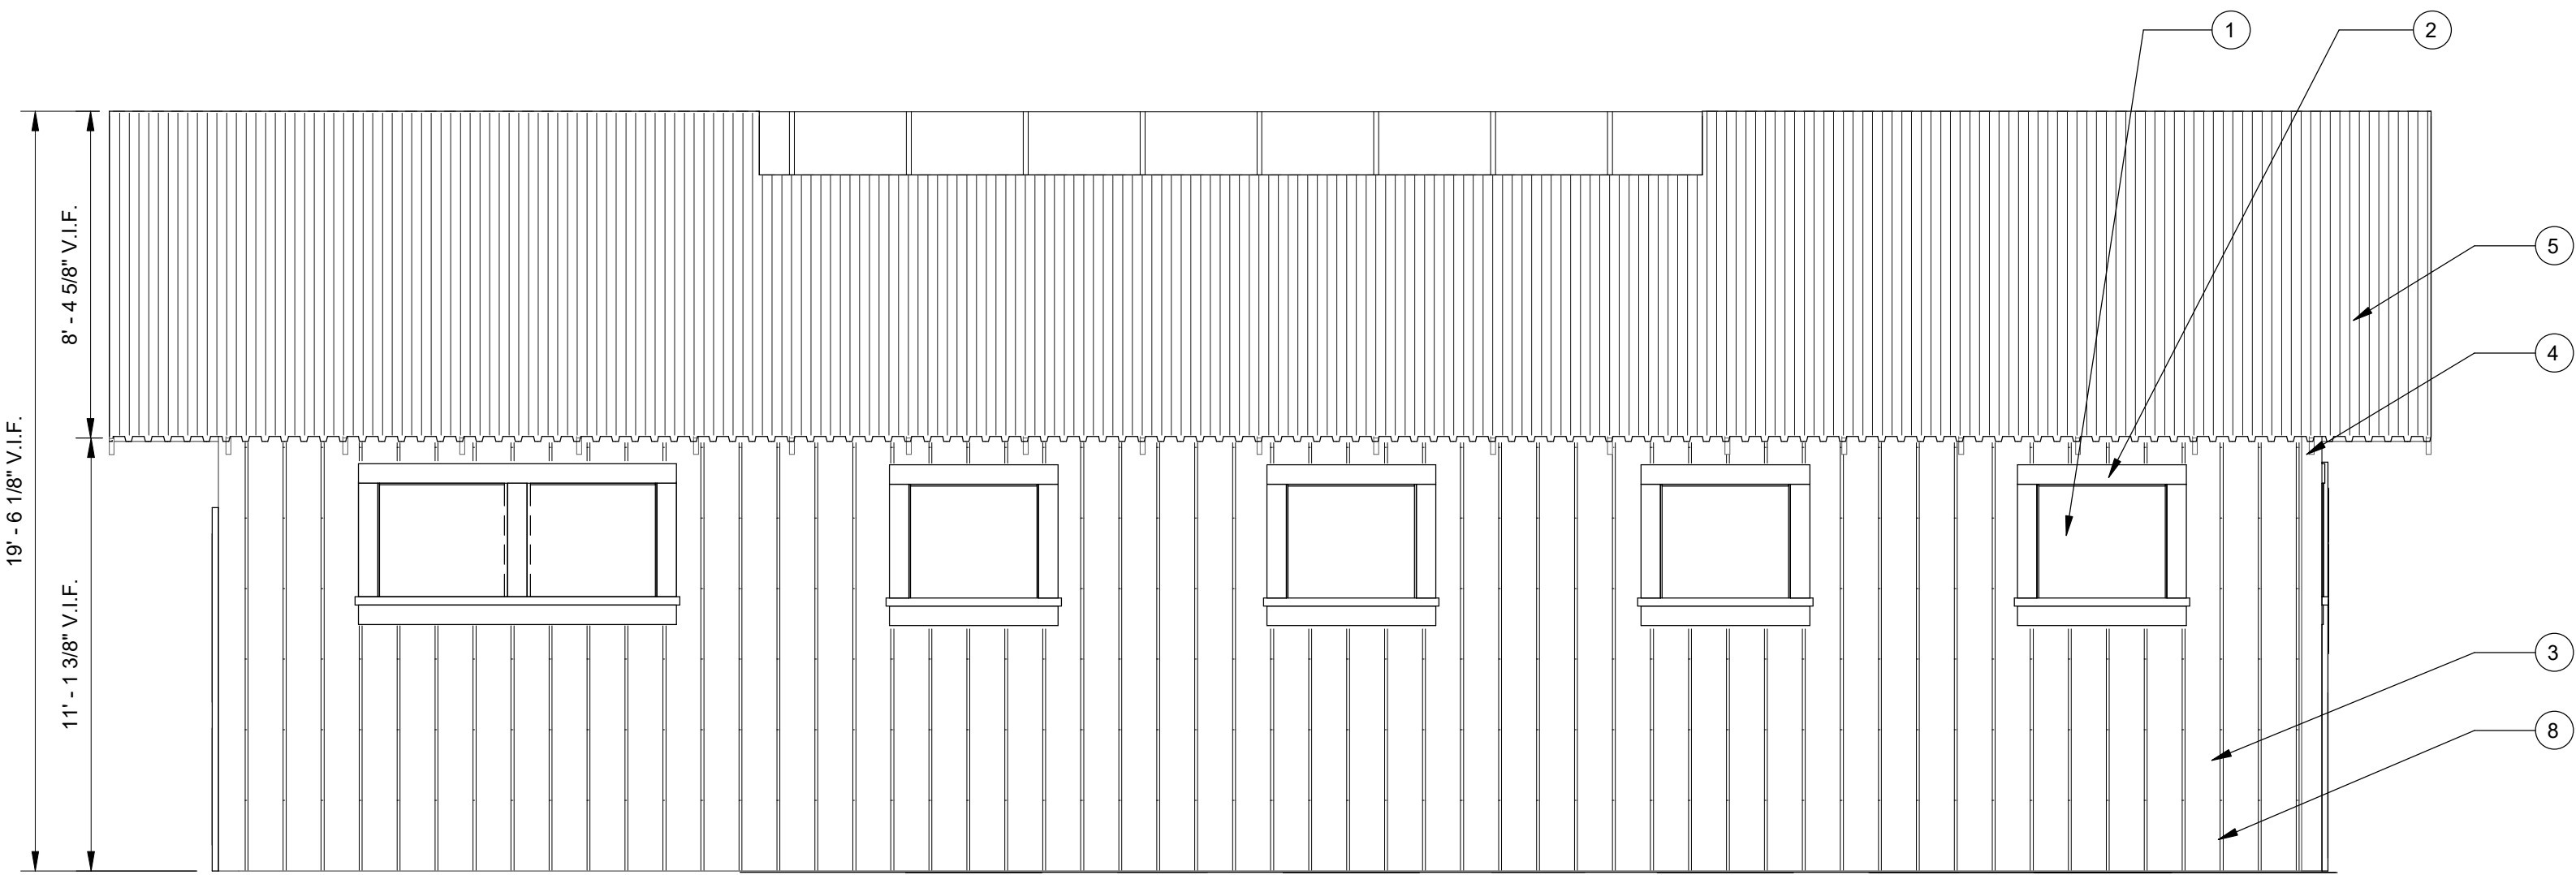 1
2
5
4
3
8
19' - 6 1/8" V.I.F.
8' - 4 5/8" V.I.F.
11' - 1 3/8" V.I.F.